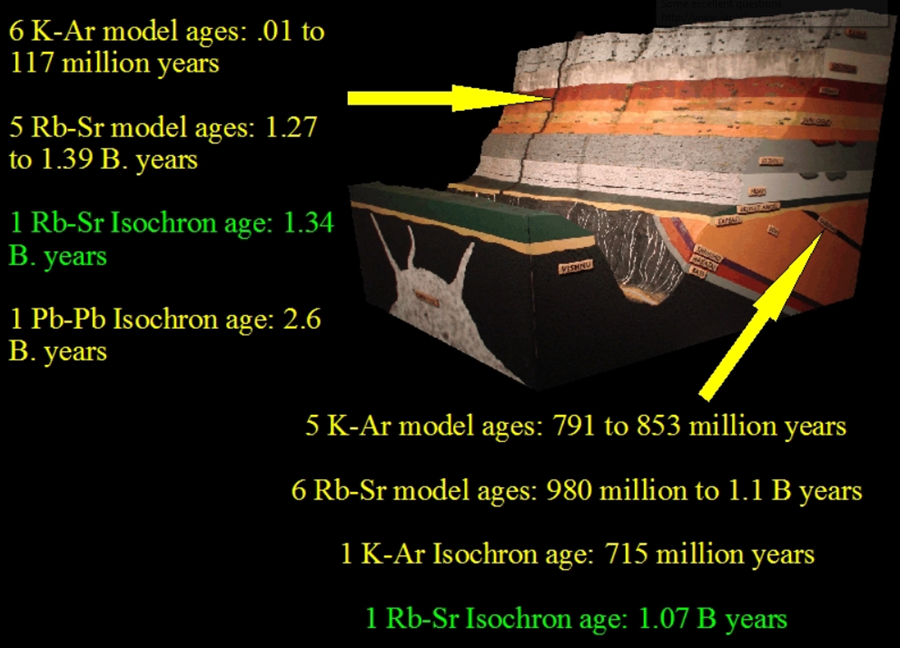 Some excellent questions
6 K-Ar model ages: .01 to
117 million years
5 Rb-Sr model ages: 1.27
to 1.39 B. years
1 Rb-Sr Isochron age: 1.34
B. years
1 Pb-Pb Isochron age: 2.6
B. years
VISHNU
5 K-Ar model ages: 791 to 853 million years
6 Rb-Sr model ages: 980 million to 1.1 B years
1 K-Ar Isochron age: 715 million years
1 Rb-Sr Isochron age: 1.07 B years